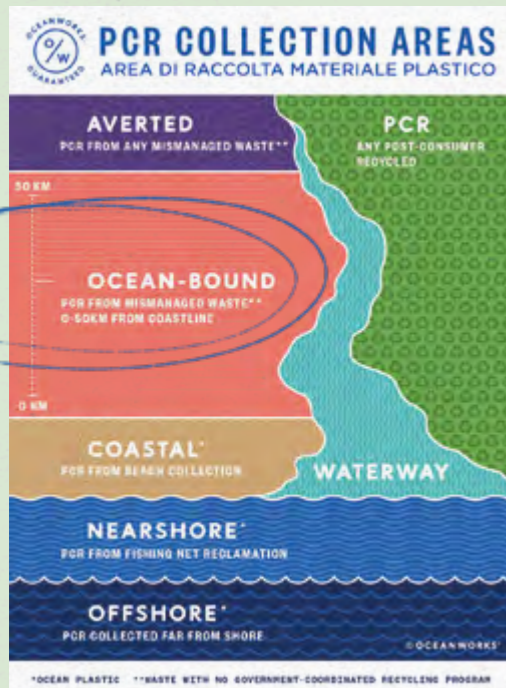 OCEANWORKS
O/W
GUARANTEED
PCR COLLECTION AREAS
AREA DI RACCOLTA MATERIALE PLASTICO
AVERTED
PCR FROM ANY MISMANAGED WASTE**
PCR
ANY POST-CONSUMER
RECYCLED
50 KM
OCEAN-BOUND
PCR FROM MISMANAGED WASTE**
0-50KM FROM COASTLINE
0 KM
COASTAL*
PCR FROM BEACH COLLECTION
WATERWAY
NEARSHORE*
PCR FROM FISHING NET RECLAMATION
OFFSHORE*
PCR COLLECTED FAR FROM SHORE
©OCEANWORKS
*OCEAN PLASTIC **WASTE WITH NO GOVERNMENT-COORDINATED RECYCLING PROGRAM